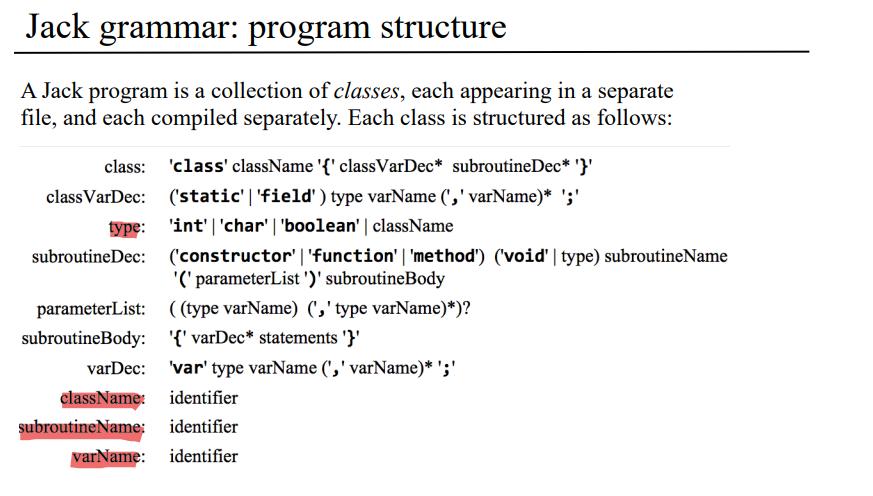 Jack grammar: program structure
A Jack program is a collection of classes, each appearing in a separate
file, and each compiled separately. Each class is structured as follows:
class: 'class' className '{' classVarDec* subroutineDec* '}'
classVarDec: ('static' | 'field' ) type varName (',' varName)* ';'
type: 'int' | 'char' | 'boolean' | className
subroutineDec: ('constructor' | 'function' | 'method') ('void' | type) subroutineName
'(' parameterList ')' subroutineBody
parameterList: ( (type varName) (',' type varName)*)?
subroutineBody: '{' varDec* statements '}'
varDec: 'var' type varName (',' varName)* ';'
className: identifier
subroutineName: identifier
varName: identifier